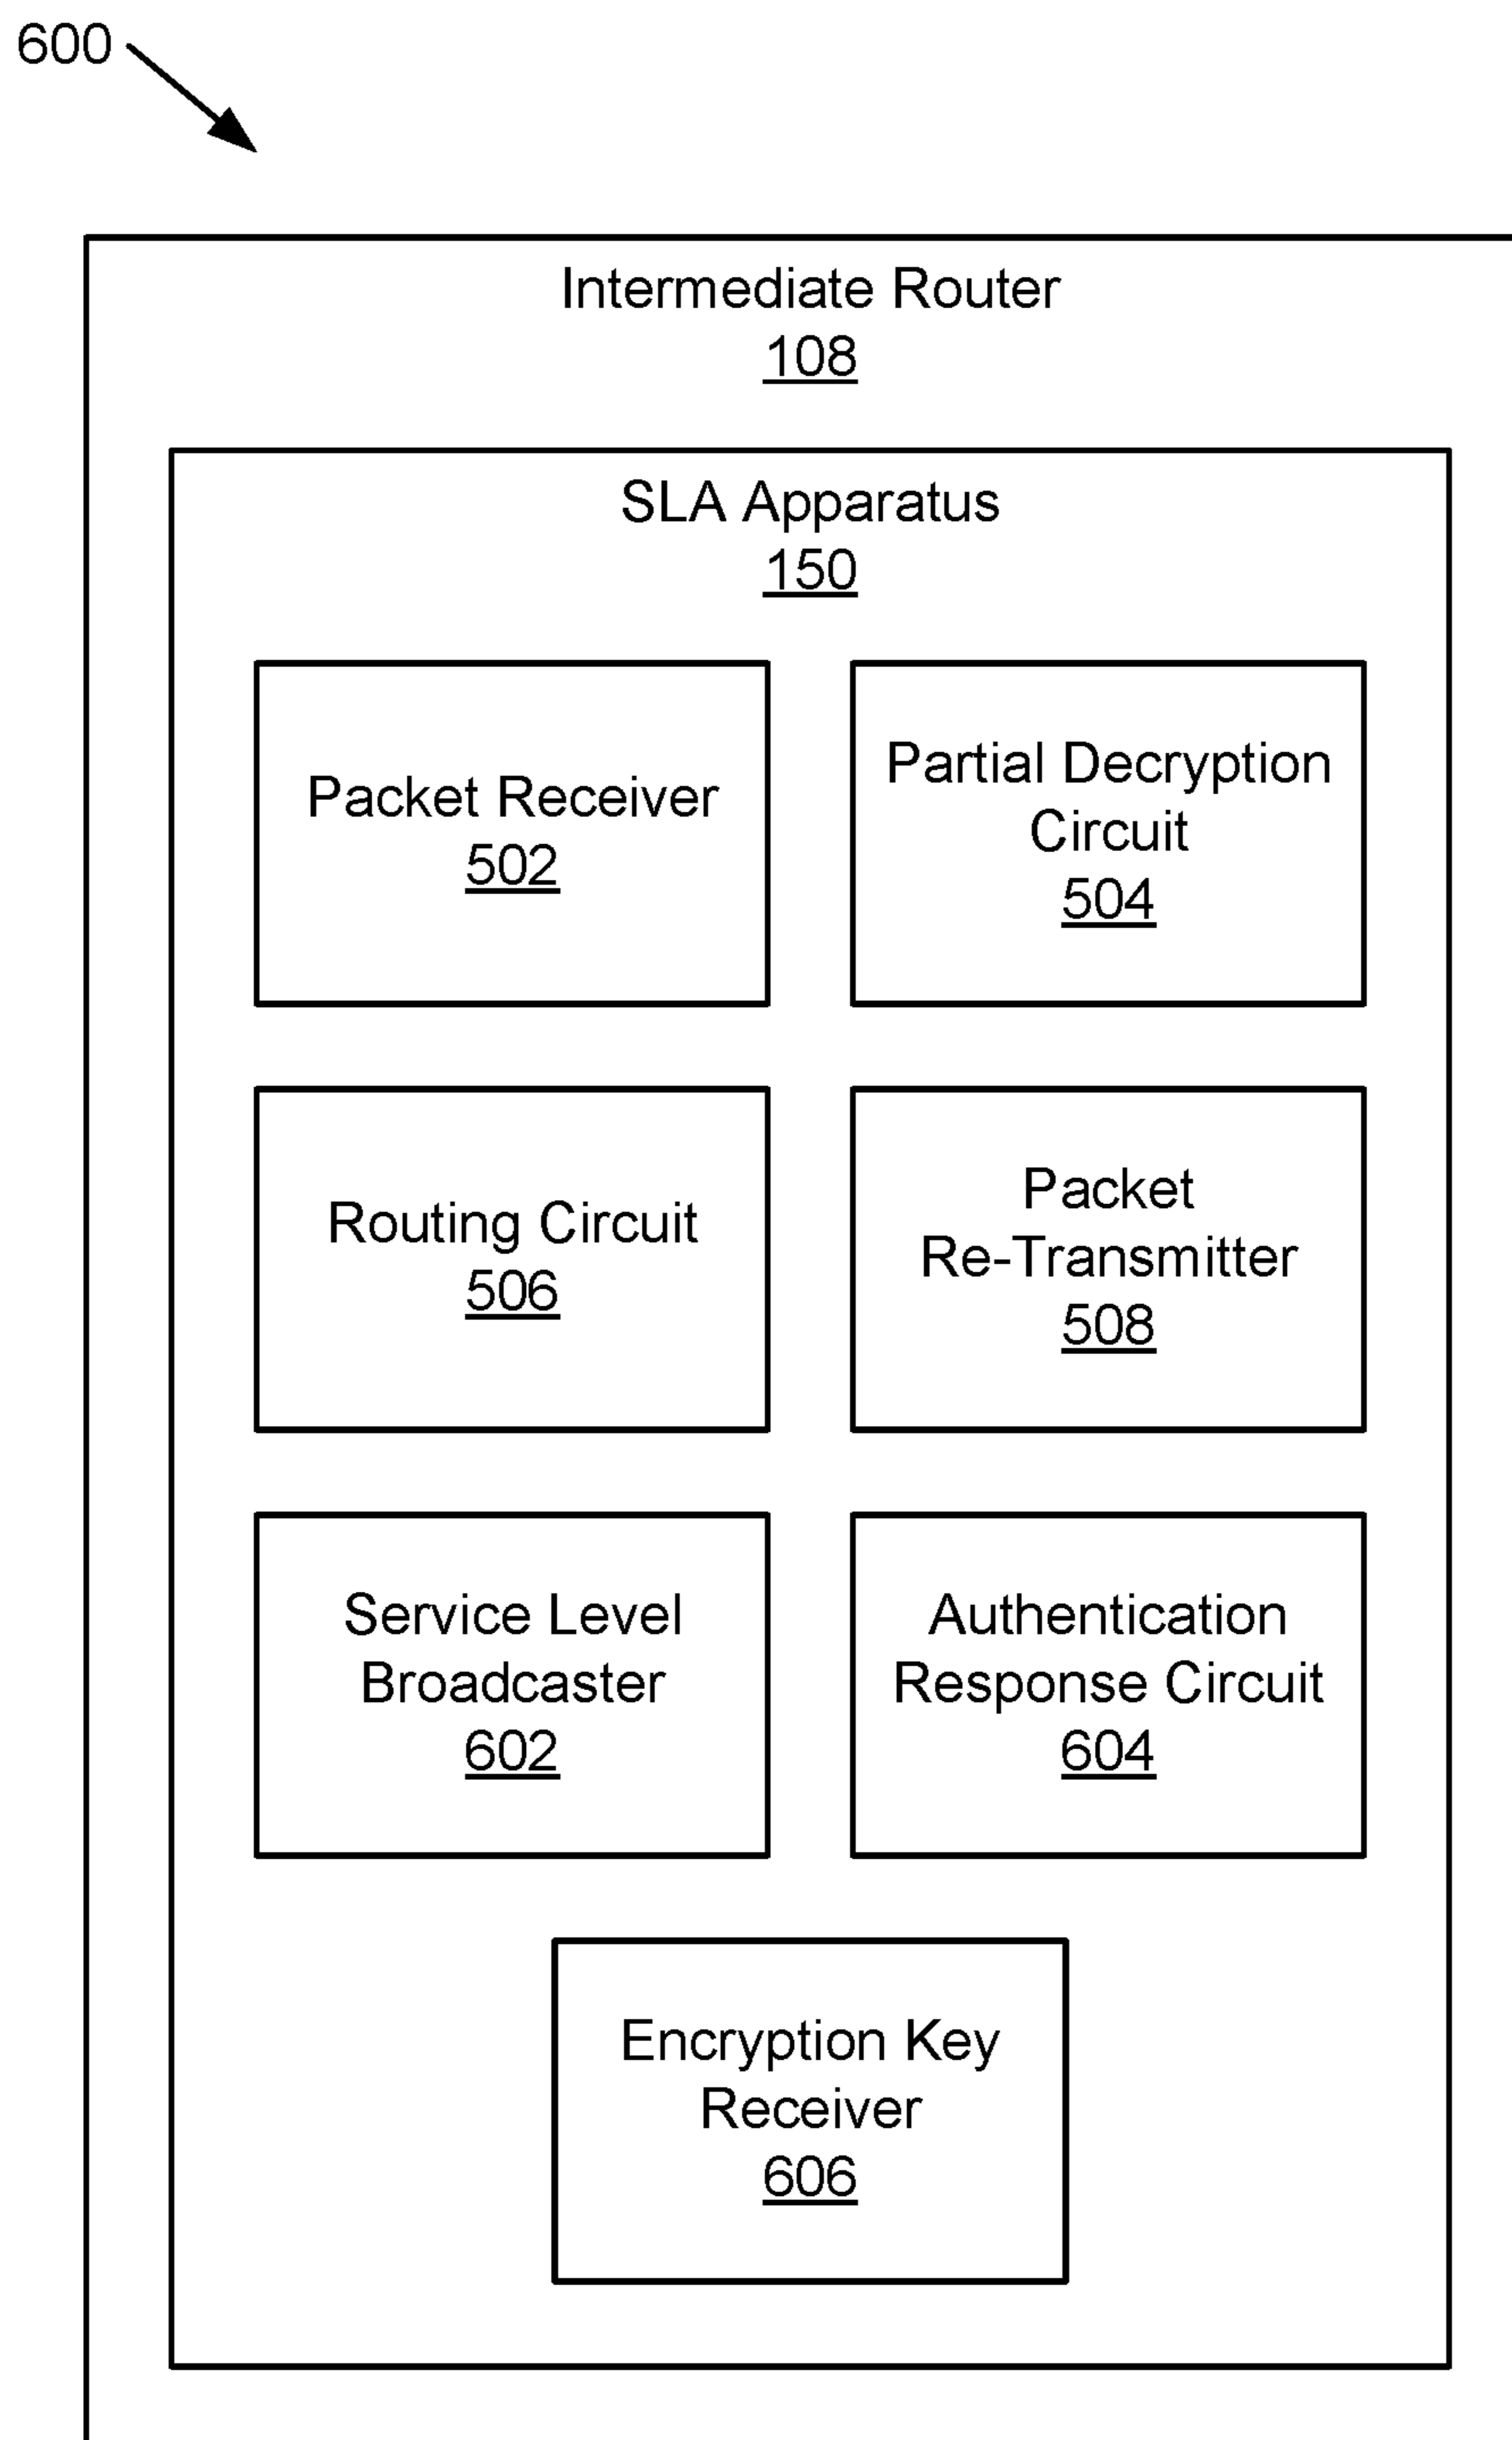 600
Intermediate Router
108
SLA Apparatus
150
Packet Receiver
502
Partial Decryption
Circuit
504
Routing Circuit
506
Packet
Re-Transmitter
508
Service Level
Broadcaster
602
Authentication
Response Circuit
604
Encryption Key
Receiver
606